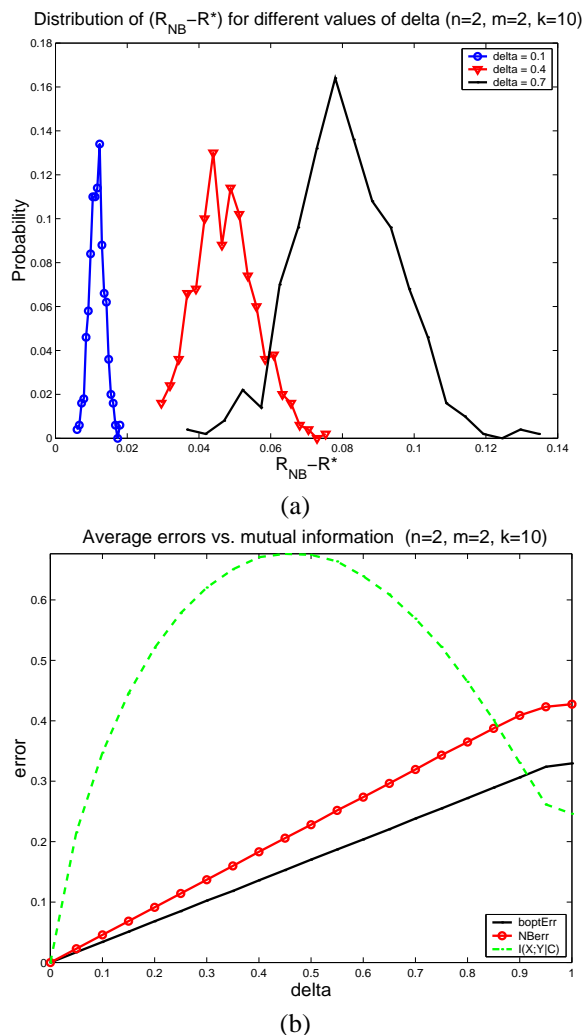 Distribution of (R_NB−R*) for different values of delta (n=2, m=2, k=10)
0.18
0.16
0.14
0.12
0.1
0.08
0.06
0.04
0.02
0
Probability
delta = 0.1
delta = 0.4
delta = 0.7
0 0.02 0.04 0.06 0.08 0.1 0.12 0.14
R_NB−R*
(a)
Average errors vs. mutual information (n=2, m=2, k=10)
0.6
0.5
0.4
0.3
0.2
0.1
0
error
boptErr
NBerr
I(X;Y|C)
0 0.1 0.2 0.3 0.4 0.5 0.6 0.7 0.8 0.9 1
delta
(b)